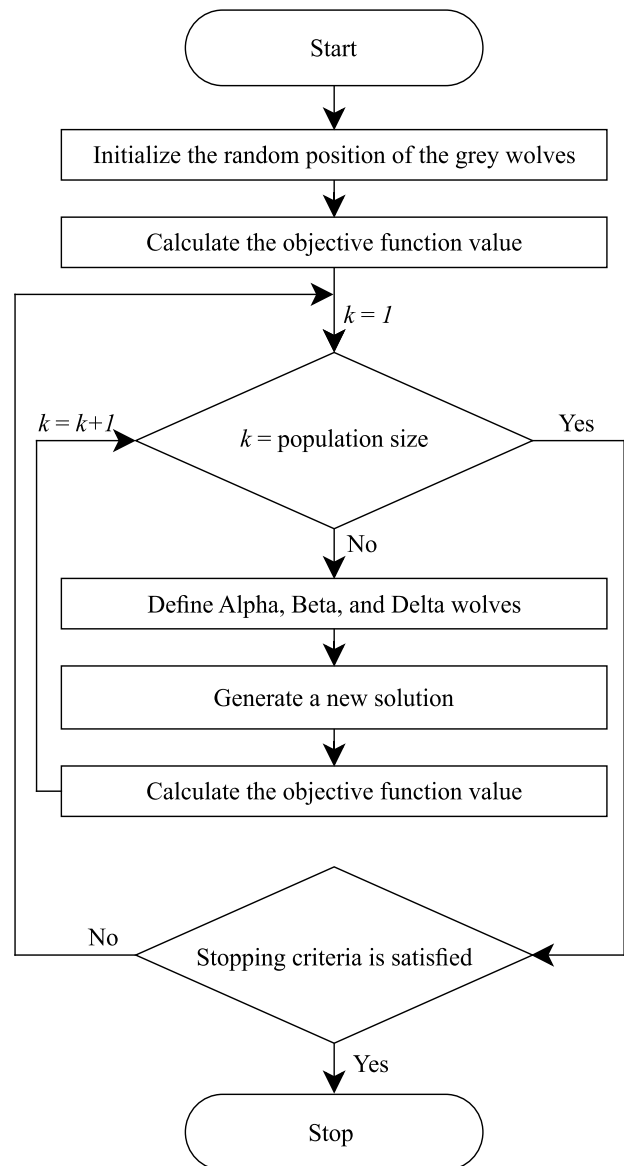 Start
Initialize the random position of the grey wolves
Calculate the objective function value
k = 1
k = k+1
k = population size
Yes
No
Define Alpha, Beta, and Delta wolves
Generate a new solution
Calculate the objective function value
No
Stopping criteria is satisfied
Yes
Stop